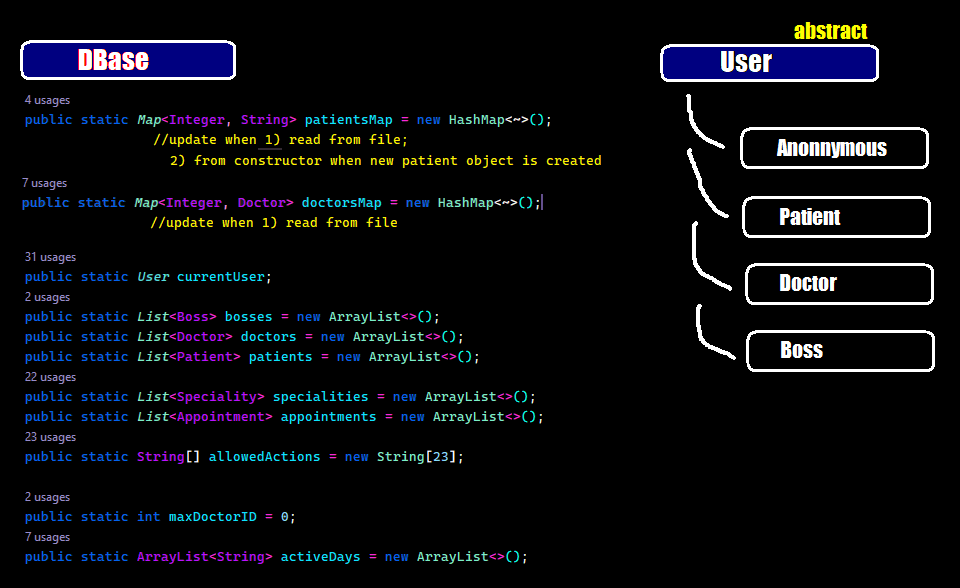 DBase
4 usages
public static Map<Integer, String> patientsMap = new HashMap<~>();
//update when 1) read from file;
2) from constructor when new patient object is created
7 usages
public static Map<Integer, Doctor> doctorsMap = new HashMap<~>();
//update when 1) read from file
31 usages
public static User currentUser;
2 usages
public static List<Boss> bosses = new ArrayList<>();
public static List<Doctor> doctors = new ArrayList<>();
public static List<Patient> patients = new ArrayList<>();
22 usages
public static List<Speciality> specialities = new ArrayList<>();
public static List<Appointment> appointments = new ArrayList<>();
23 usages
public static String[] allowedActions = new String[23];
2 usages
public static int maxDoctorID = 0;
7 usages
public static ArrayList<String> activeDays = new ArrayList<>();
abstract
User
Anonnymous
Patient
Doctor
Boss